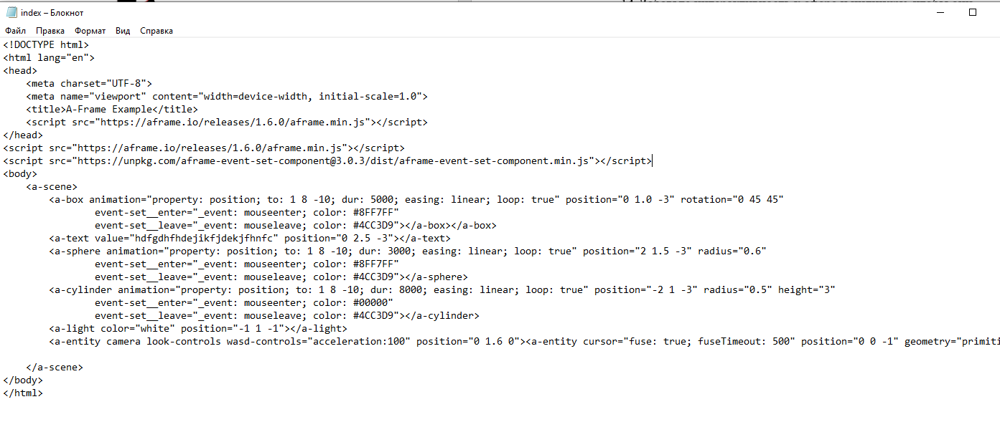 index – Блокнот
Файл Правка Формат Вид Справка
<!DOCTYPE html>
<html lang="en">
<head>
    <meta charset="UTF-8">
    <meta name="viewport" content="width=device-width, initial-scale=1.0">
    <title>A-Frame Example</title>
    <script src="https://aframe.io/releases/1.6.0/aframe.min.js"></script>
</head>
<script src="https://aframe.io/releases/1.6.0/aframe.min.js"></script>
<script src="https://unpkg.com/aframe-event-set-component@3.0.3/dist/aframe-event-set-component.min.js"></script>
<body>
    <a-scene>
        <a-box animation="property: position; to: 1 8 -10; dur: 5000; easing: linear; loop: true" position="0 1.0 -3" rotation="0 45 45"
                event-set__enter="_event: mouseenter; color: #8FF7FF"
                event-set__leave="_event: mouseleave; color: #4CC3D9"></a-box></a-box>
        <a-text value="hdfgdhfhdejikfjdekjfhnfc" position="0 2.5 -3"></a-text>
        <a-sphere animation="property: position; to: 1 8 -10; dur: 3000; easing: linear; loop: true" position="2 1.5 -3" radius="0.6"
                event-set__enter="_event: mouseenter; color: #8FF7FF"
                event-set__leave="_event: mouseleave; color: #4CC3D9"></a-sphere>
        <a-cylinder animation="property: position; to: 1 8 -10; dur: 8000; easing: linear; loop: true" position="-2 1 -3" radius="0.5" height="3"
                event-set__enter="_event: mouseenter; color: #00000"
                event-set__leave="_event: mouseleave; color: #4CC3D9"></a-cylinder>
        <a-light color="white" position="-1 1 -1"></a-light>
        <a-entity camera look-controls wasd-controls="acceleration:100" position="0 1.6 0"><a-entity cursor="fuse: true; fuseTimeout: 500" position="0 0 -1" geometry="primiti
    </a-scene>
</body>
</html>